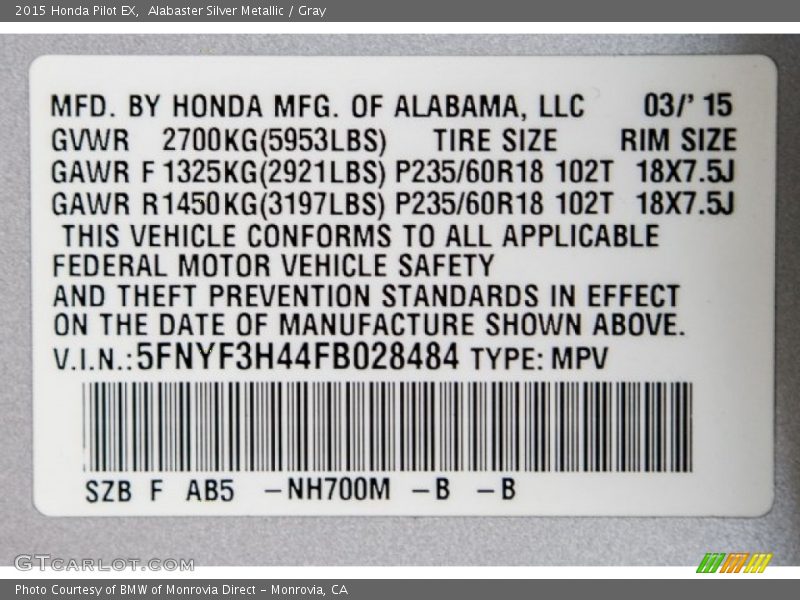 2015 Honda Pilot EX, Alabaster Silver Metallic / Gray
MFD. BY HONDA MFG. OF ALABAMA, LLC 03/' 15
GVWR 2700KG(5953LBS) TIRE SIZE RIM SIZE
GAWR F 1325KG(2921LBS) P235/60R18 102T 18X7.5J
GAWR R1450KG(3197LBS) P235/60R18 102T 18X7.5J
THIS VEHICLE CONFORMS TO ALL APPLICABLE
FEDERAL MOTOR VEHICLE SAFETY
AND THEFT PREVENTION STANDARDS IN EFFECT
ON THE DATE OF MANUFACTURE SHOWN ABOVE.
V.I.N.:5FNYF3H44FB028484 TYPE: MPV
SZB F AB5 -NH700M -B -B
GTcarlot.com
Photo Courtesy of BMW of Monrovia Direct - Monrovia, CA